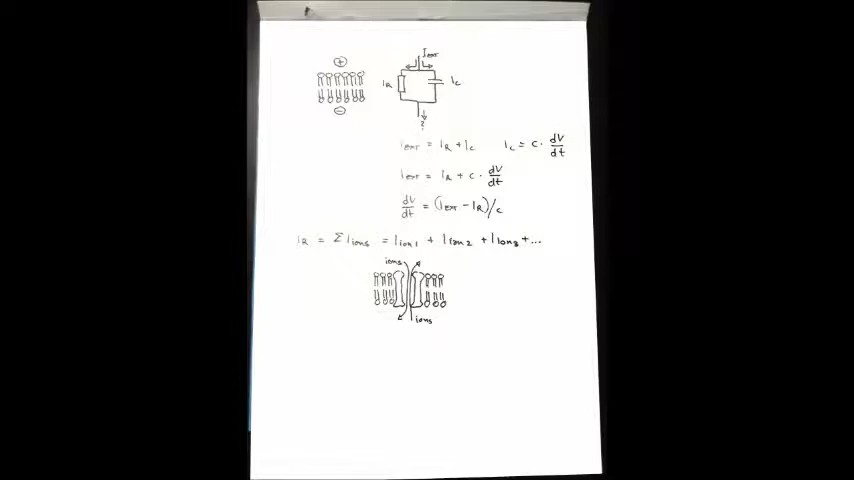 ⊕
I_ext
I_R
I_C
⊖
?
I_ext = I_R + I_C    I_C = C · dV/dt
I_ext = I_R + C · dV/dt
dV/dt = (I_ext − I_R)/C
I_R = Σ I_ions = I_ion1 + I_ion2 + I_ion3 + ...
ions
ions